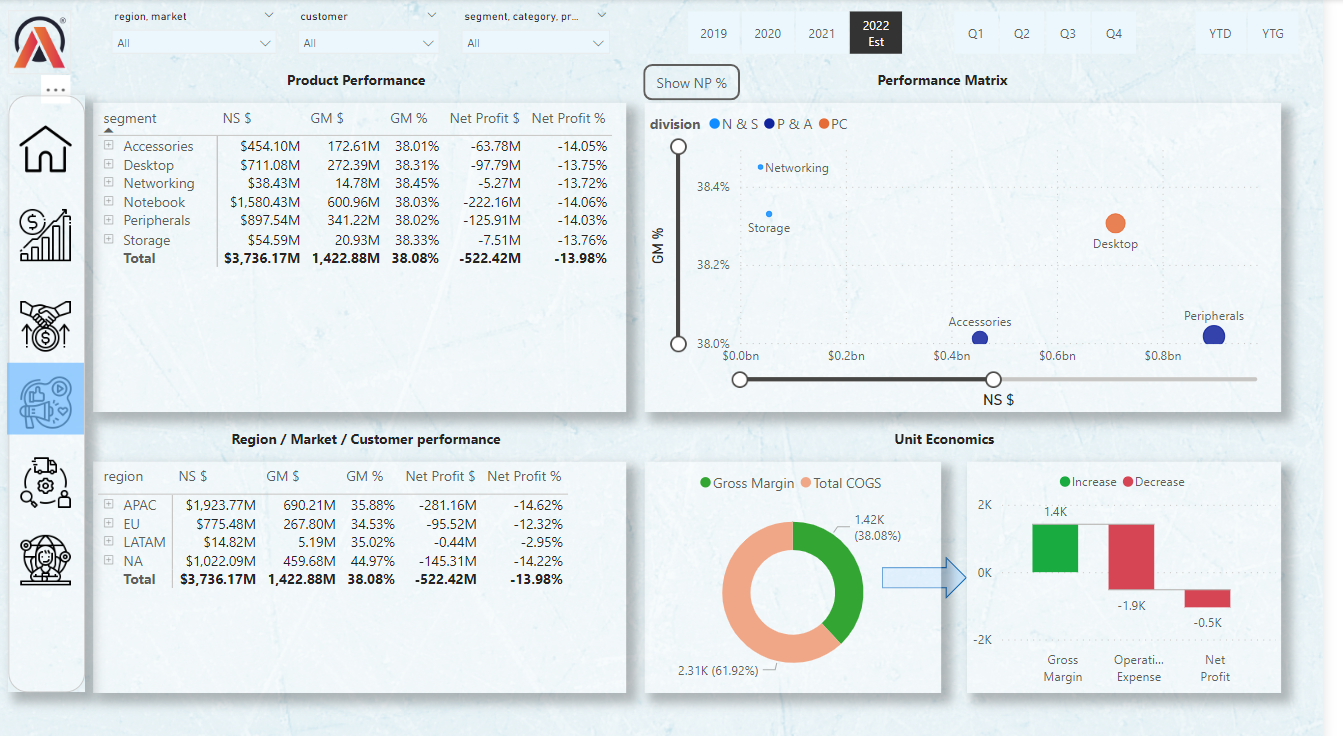 region, market
customer
segment, category, pr...
All
All
All
2019 2020 2021 2022 Est Q1 Q2 Q3 Q4 YTD YTG
Product Performance
segment NS $ GM $ GM % Net Profit $ Net Profit %
Accessories $454.10M 172.61M 38.01% -63.78M -14.05%
Desktop $711.08M 272.39M 38.31% -97.79M -13.75%
Networking $38.43M 14.78M 38.45% -5.27M -13.72%
Notebook $1,580.43M 600.96M 38.03% -222.16M -14.06%
Peripherals $897.54M 341.22M 38.02% -125.91M -14.03%
Storage $54.59M 20.93M 38.33% -7.51M -13.76%
Total $3,736.17M 1,422.88M 38.08% -522.42M -13.98%
Show NP %
Performance Matrix
division N & S P & A PC
GM %
38.4%
38.2%
38.0%
Networking
Storage
Desktop
Accessories
Peripherals
$0.0bn $0.2bn $0.4bn $0.6bn $0.8bn
NS $
Region / Market / Customer performance
region NS $ GM $ GM % Net Profit $ Net Profit %
APAC $1,923.77M 690.21M 35.88% -281.16M -14.62%
EU $775.48M 267.80M 34.53% -95.52M -12.32%
LATAM $14.82M 5.19M 35.02% -0.44M -2.95%
NA $1,022.09M 459.68M 44.97% -145.31M -14.22%
Total $3,736.17M 1,422.88M 38.08% -522.42M -13.98%
Unit Economics
Gross Margin Total COGS
1.42K
(38.08%)
2.31K (61.92%)
Increase Decrease
2K
0K
-2K
1.4K
-1.9K
-0.5K
Gross Margin
Operati... Expense
Net Profit